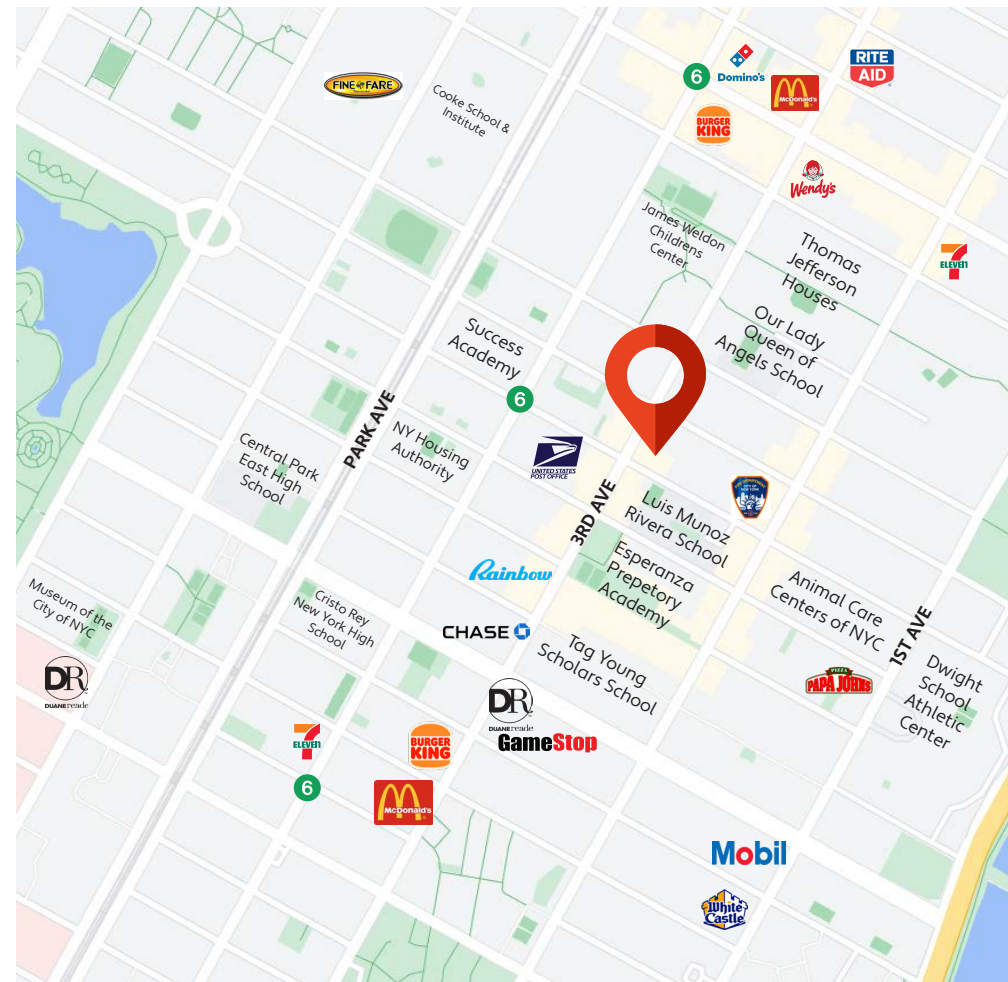 FINE FARE
Cooke School &
Institute
6
Domino's
McDonald's
RITE
AID
BURGER
KING
Wendy's
James Weldon
Childrens
Center
Thomas
Jefferson
Houses
7
ELEVEN
Our Lady
Queen of
Angels School
Success
Academy
6
PARK AVE
NY Housing
Authority
Central Park
East High
School
UNITED STATES
POST OFFICE
3RD AVE
Luis Munoz
Rivera School
Esperanza
Prepetory
Academy
Rainbow
Animal Care
Centers of NYC
1ST AVE
Museum of the
City of NYC
Cristo Rey
New York High
School
CHASE
Tag Young
Scholars School
Dwight
School
Athletic
Center
DR
DUANEreade
PIZZA
PAPA JOHNS
DR
DUANEreade
GameStop
7
ELEVEN
BURGER
KING
6
McDonald's
Mobil
White
Castle